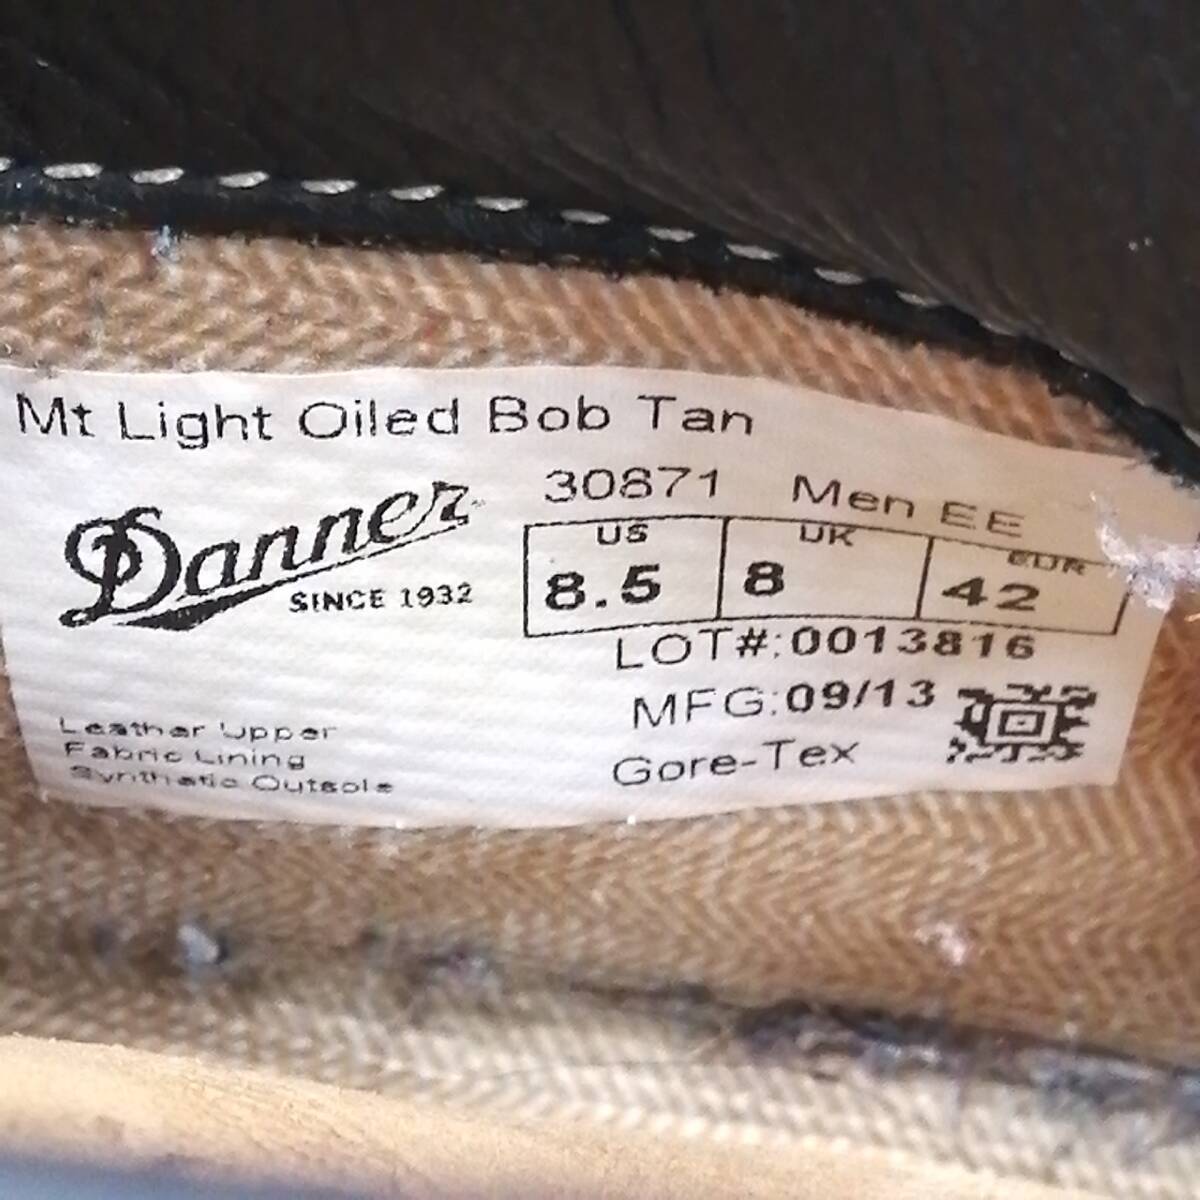 Mt Light Oiled Bob Tan
30871 Men EE
Danner
SINCE 1932
US UK EUR
8.5 8 42
LOT#:0013816
MFG:09/13
Gore-Tex
Leather Upper
Fabric Lining
Synthetic Outsole